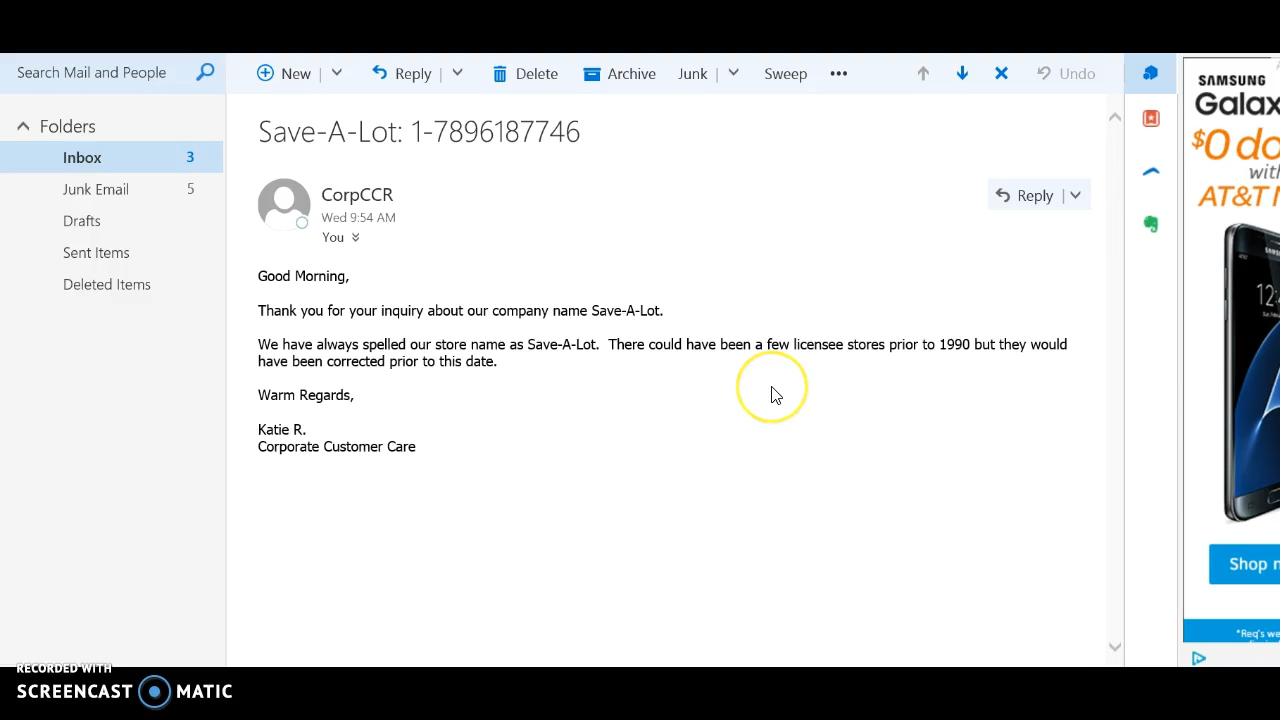 Search Mail and People
New
Reply
Delete
Archive
Junk
Sweep
Undo
Folders
Inbox 3
Junk Email 5
Drafts
Sent Items
Deleted Items
Save-A-Lot: 1-7896187746
CorpCCR
Wed 9:54 AM
You
Reply
Good Morning,
Thank you for your inquiry about our company name Save-A-Lot.
We have always spelled our store name as Save-A-Lot.  There could have been a few licensee stores prior to 1990 but they would
have been corrected prior to this date.
Warm Regards,
Katie R.
Corporate Customer Care
SAMSUNG
Galax
$0 do
with
AT&T N
12:
Shop n
*Req's we
RECORDED WITH
SCREENCAST MATIC